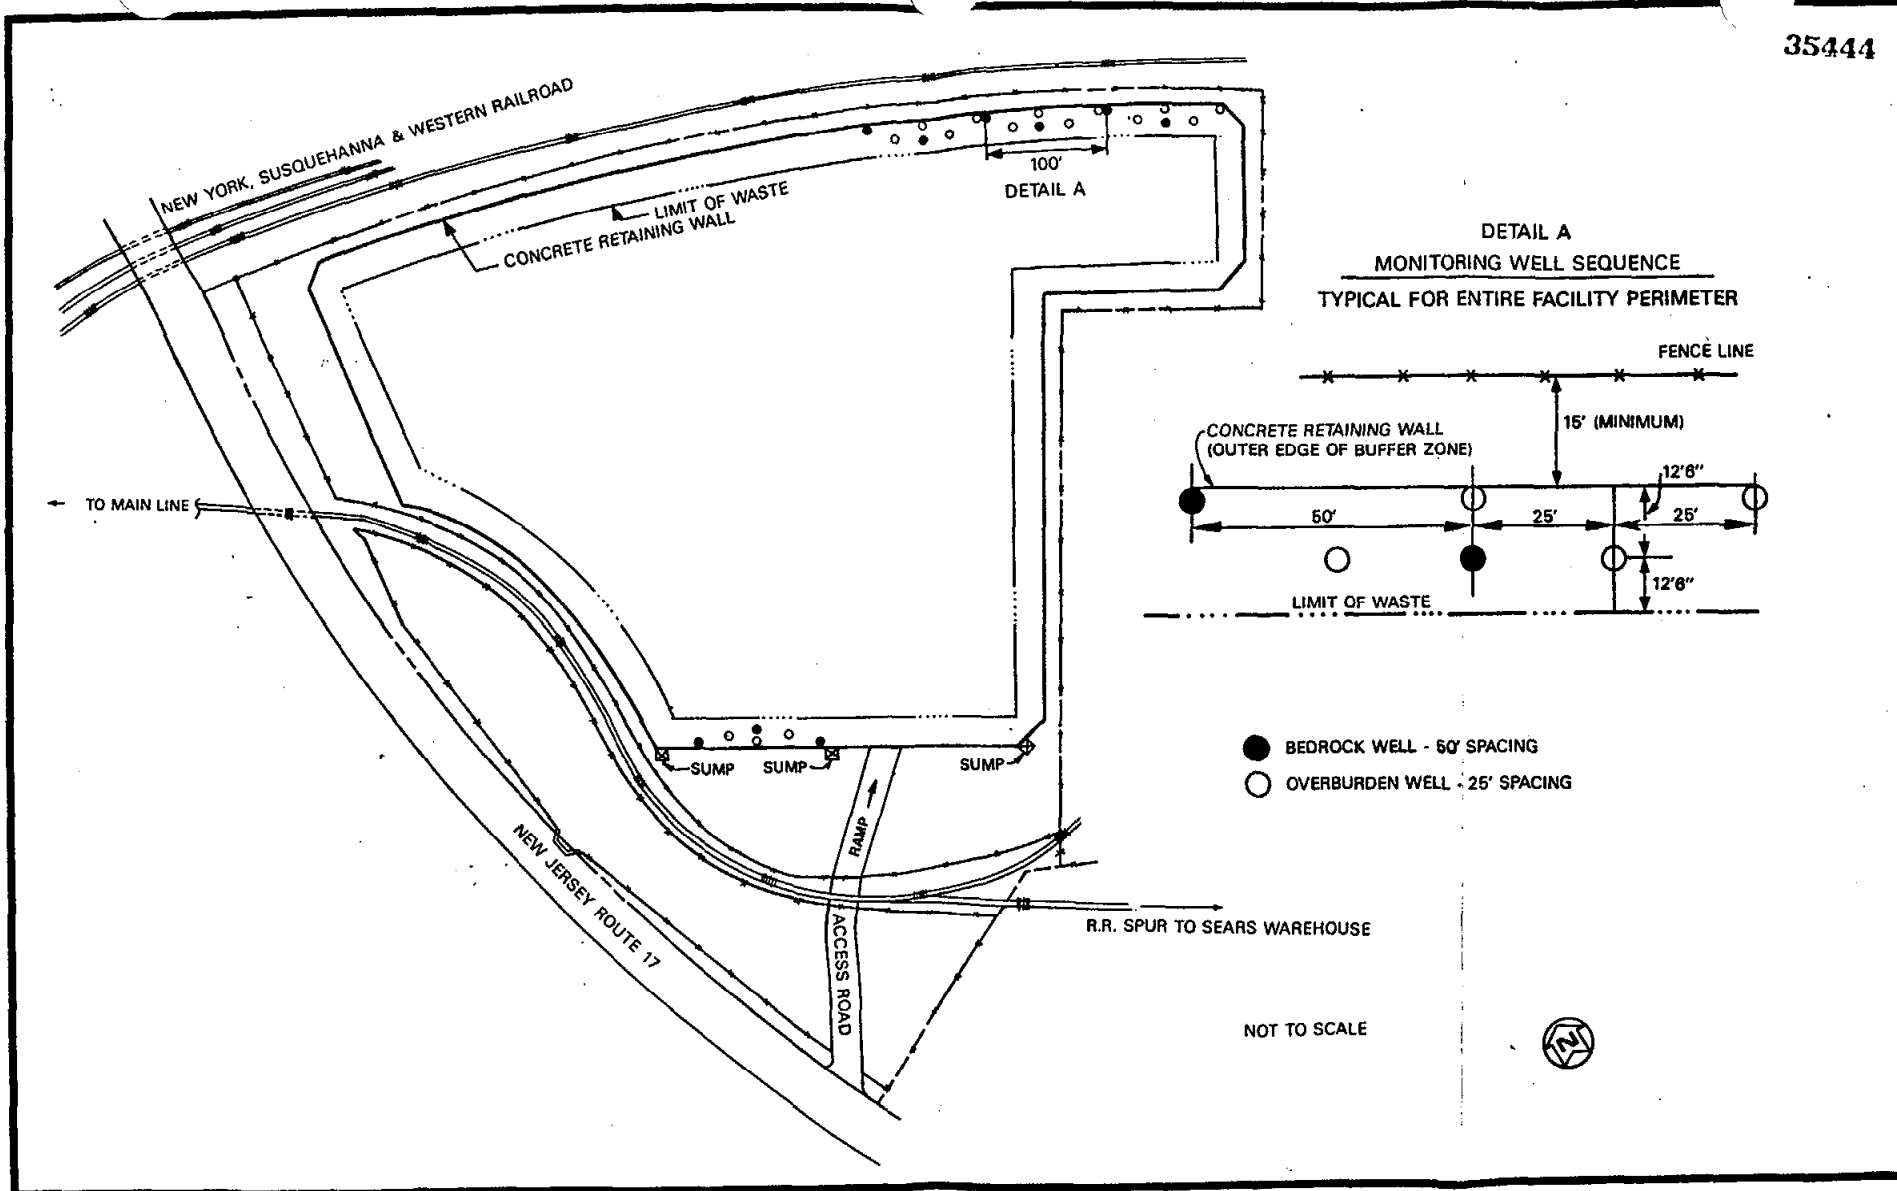 35444
NEW YORK, SUSQUEHANNA & WESTERN RAILROAD
100'
DETAIL A
LIMIT OF WASTE
CONCRETE RETAINING WALL
DETAIL A
MONITORING WELL SEQUENCE
TYPICAL FOR ENTIRE FACILITY PERIMETER
FENCE LINE
15' (MINIMUM)
CONCRETE RETAINING WALL
(OUTER EDGE OF BUFFER ZONE)
12'6"
50'
25'
25'
12'6"
LIMIT OF WASTE
TO MAIN LINE
BEDROCK WELL - 50' SPACING
OVERBURDEN WELL - 25' SPACING
SUMP
SUMP
SUMP
RAMP
NEW JERSEY ROUTE 17
ACCESS ROAD
R.R. SPUR TO SEARS WAREHOUSE
NOT TO SCALE
N